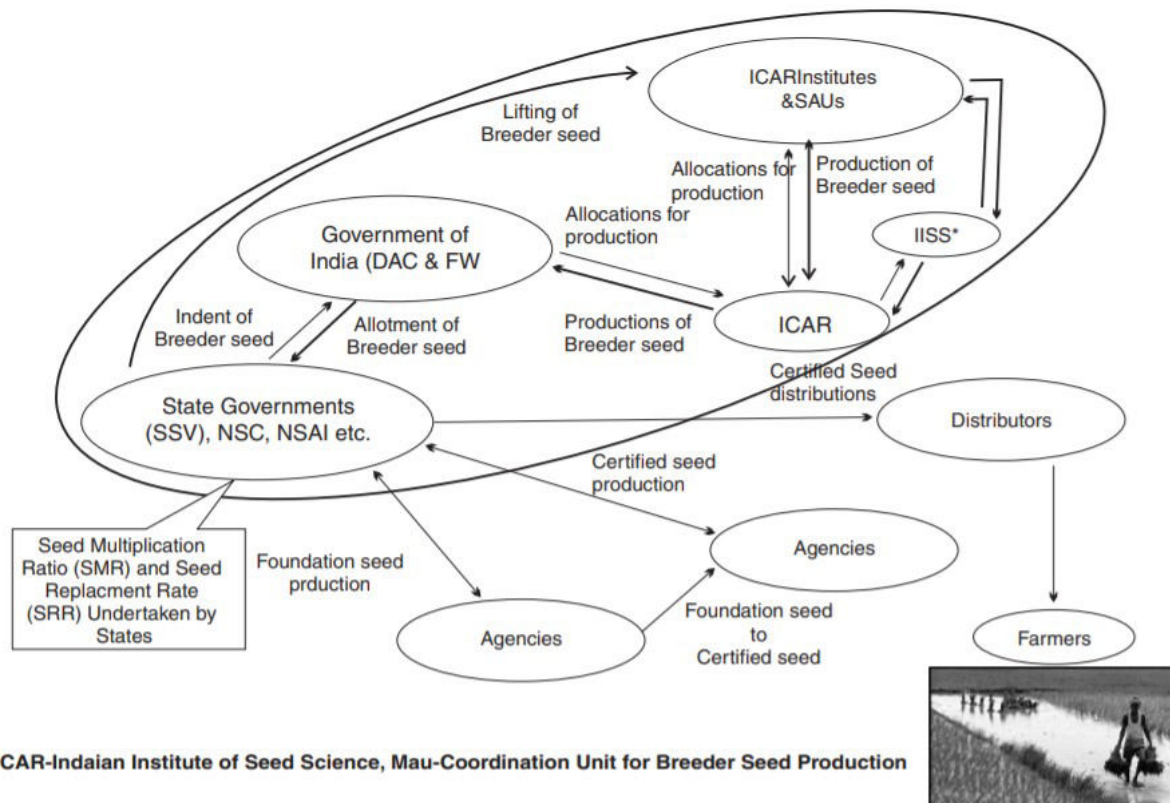 ICARInstitutes
&SAUs
Lifting of
Breeder seed
Allocations for
production
Production of
Breeder seed
Government of
India (DAC & FW
Allocations for
production
IISS*
Indent of
Breeder seed
Allotment of
Breeder seed
Productions of
Breeder seed
ICAR
Certified Seed
distributions
State Governments
(SSV), NSC, NSAI etc.
Distributors
Certified seed
production
Seed Multiplication
Ratio (SMR) and Seed
Replacment Rate
(SRR) Undertaken by
States
Foundation seed
prduction
Agencies
Agencies
Foundation seed
to
Certified seed
Farmers
CAR-Indaian Institute of Seed Science, Mau-Coordination Unit for Breeder Seed Production